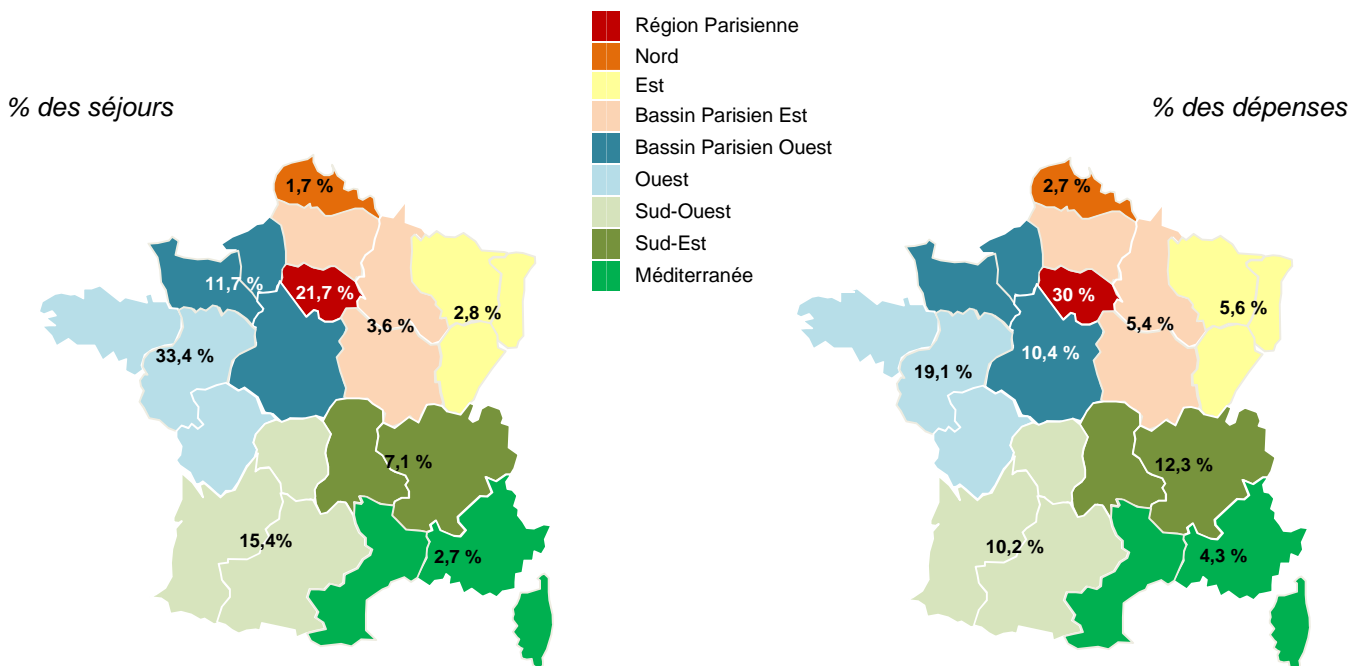 Région Parisienne
Nord
Est
Bassin Parisien Est
Bassin Parisien Ouest
Ouest
Sud-Ouest
Sud-Est
Méditerranée
% des séjours
1,7 %
11,7 %
21,7 %
2,8 %
3,6 %
33,4 %
7,1 %
15,4%
2,7 %
% des dépenses
2,7 %
30 %
5,6 %
5,4 %
10,4 %
19,1 %
12,3 %
10,2 %
4,3 %